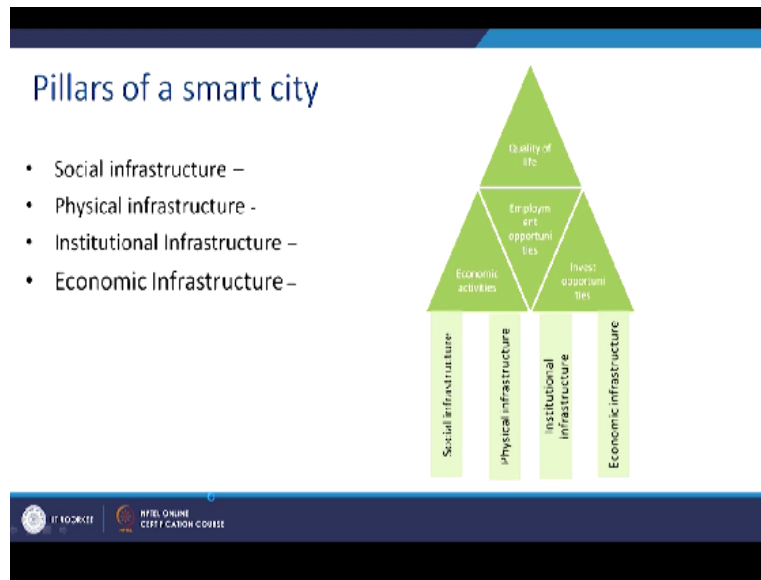 Pillars of a smart city
• Social infrastructure –
• Physical infrastructure -
• Institutional Infrastructure –
• Economic Infrastructure –
Quality of
life
Employm
ent
opportuni
ties
Economic
activities
Invest
opportuni
ties
Social infrastructure
Physical infrastructure
Institutional
infrastructure
Economic infrastructure
IIT ROORKEE
NPTEL ONLINE
CERTIFICATION COURSE